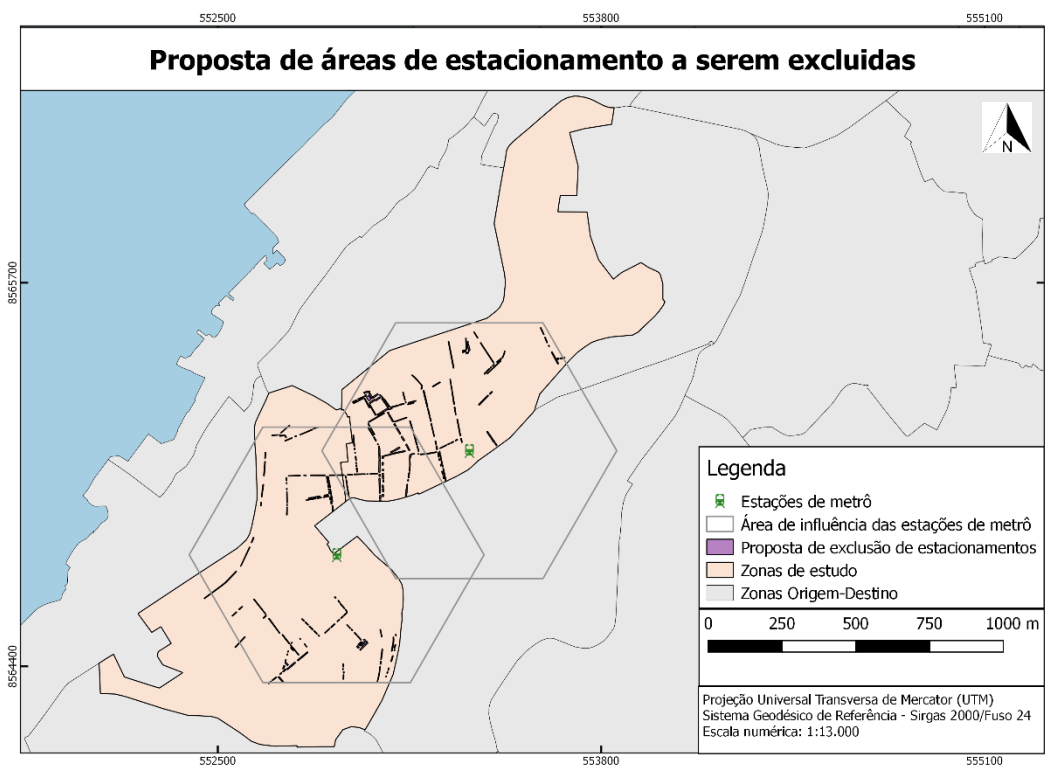 552500 553800 555100
Proposta de áreas de estacionamento a serem excluidas
N
8565700
Legenda
Estações de metrô
Área de influência das estações de metrô
Proposta de exclusão de estacionamentos
Zonas de estudo
Zonas Origem-Destino
0 250 500 750 1000 m
8564400
Projeção Universal Transversa de Mercator (UTM)
Sistema Geodésico de Referência - Sirgas 2000/Fuso 24
Escala numérica: 1:13.000
552500 553800 555100